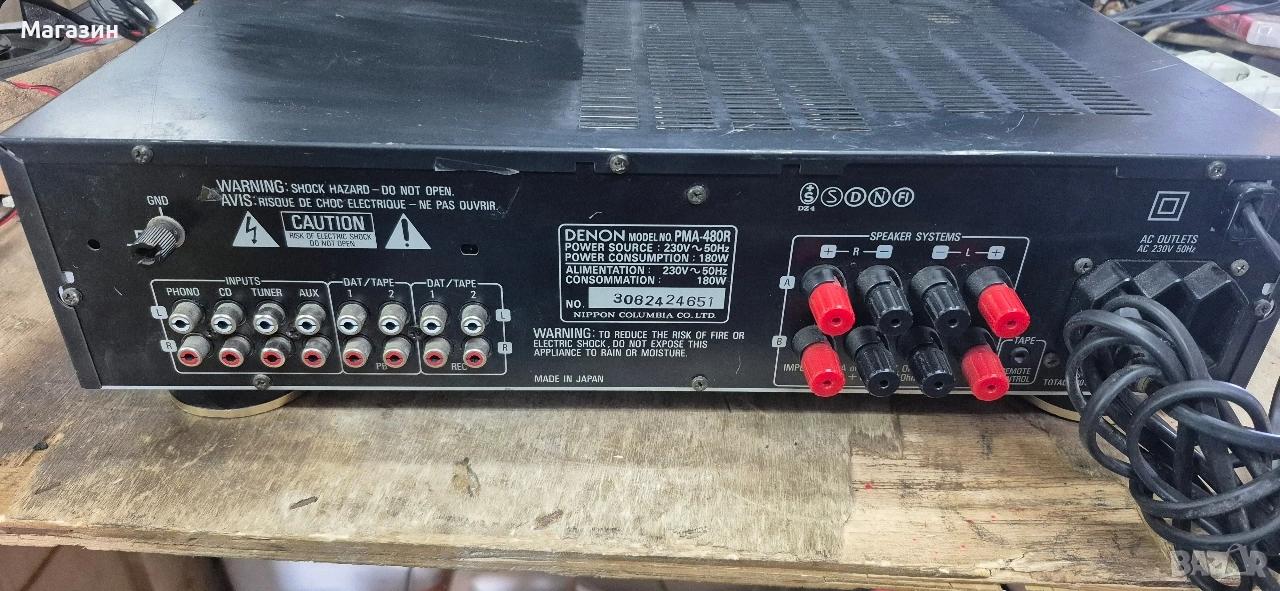 Магазин
WARNING: SHOCK HAZARD – DO NOT OPEN.
AVIS: RISQUE DE CHOC ELECTRIQUE – NE PAS OUVRIR.
GND
CAUTION
RISK OF ELECTRIC SHOCK
DO NOT OPEN
INPUTS
PHONO CD TUNER AUX
DAT/TAPE
1 2
DAT/TAPE
1 2
L
L
R
R
PB
REC
DENON MODEL NO. PMA-480R
POWER SOURCE : 230V~50Hz
POWER CONSUMPTION : 180W
ALIMENTATION : 230V~50Hz
CONSOMMATION : 180W
NO. 3062424651
NIPPON COLUMBIA CO., LTD.
WARNING: TO REDUCE THE RISK OF FIRE OR
ELECTRIC SHOCK, DO NOT EXPOSE THIS
APPLIANCE TO RAIN OR MOISTURE.
MADE IN JAPAN
S S D N FI
DZ4
SPEAKER SYSTEMS
+ R − − L +
A
B
TAPE
AC OUTLETS
AC 230V 50Hz
BAZAR